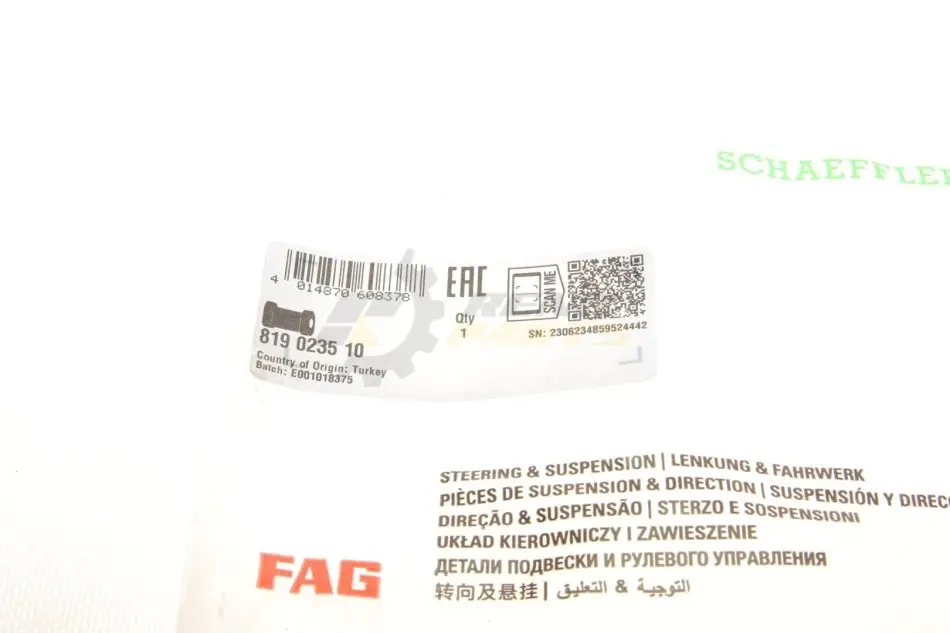 SCHAEFFLER
4 014870 608378
EAC
SCAN ME
Qty
1
SN: 2306234859524442
819 0235 10
Country of Origin: Turkey
Batch: E001018375
STEERING & SUSPENSION | LENKUNG & FAHRWERK
PIÈCES DE SUSPENSION & DIRECTION | SUSPENSIÓN Y DIREC
DIREÇÃO & SUSPENSÃO | STERZO E SOSPENSIONI
UKŁAD KIEROWNICZY I ZAWIESZENIE
ДЕТАЛИ ПОДВЕСКИ И РУЛЕВОГО УПРАВЛЕНИЯ
转向及悬挂 | التوجية & التعليق
FAG